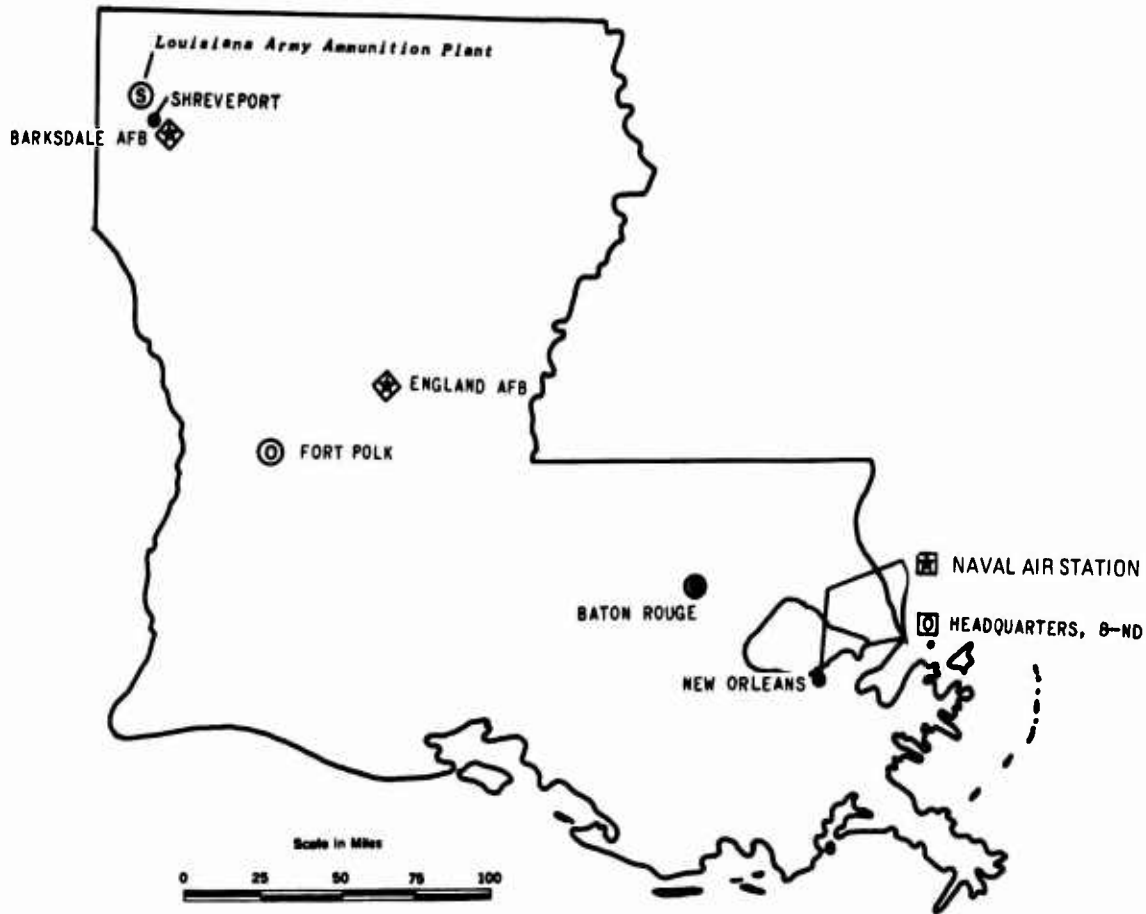 Louisiana Army Ammunition Plant
S
SHREVEPORT
BARKSDALE AFB
ENGLAND AFB
O FORT POLK
NAVAL AIR STATION
BATON ROUGE
O HEADQUARTERS, 8-ND
NEW ORLEANS
Scale in Miles
0 25 50 75 100